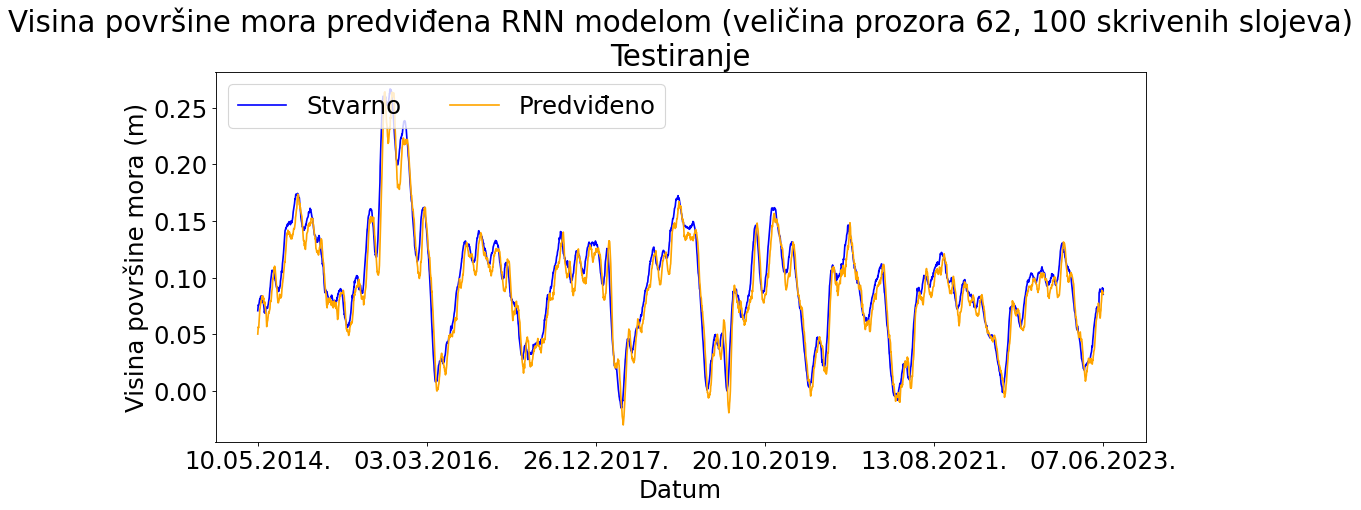 Visina površine mora predviđena RNN modelom (veličina prozora 62, 100 skrivenih slojeva)
Testiranje
Stvarno Predviđeno
Visina površine mora (m)
0.25
0.20
0.15
0.10
0.05
0.00
10.05.2014. 03.03.2016. 26.12.2017. 20.10.2019. 13.08.2021. 07.06.2023.
Datum